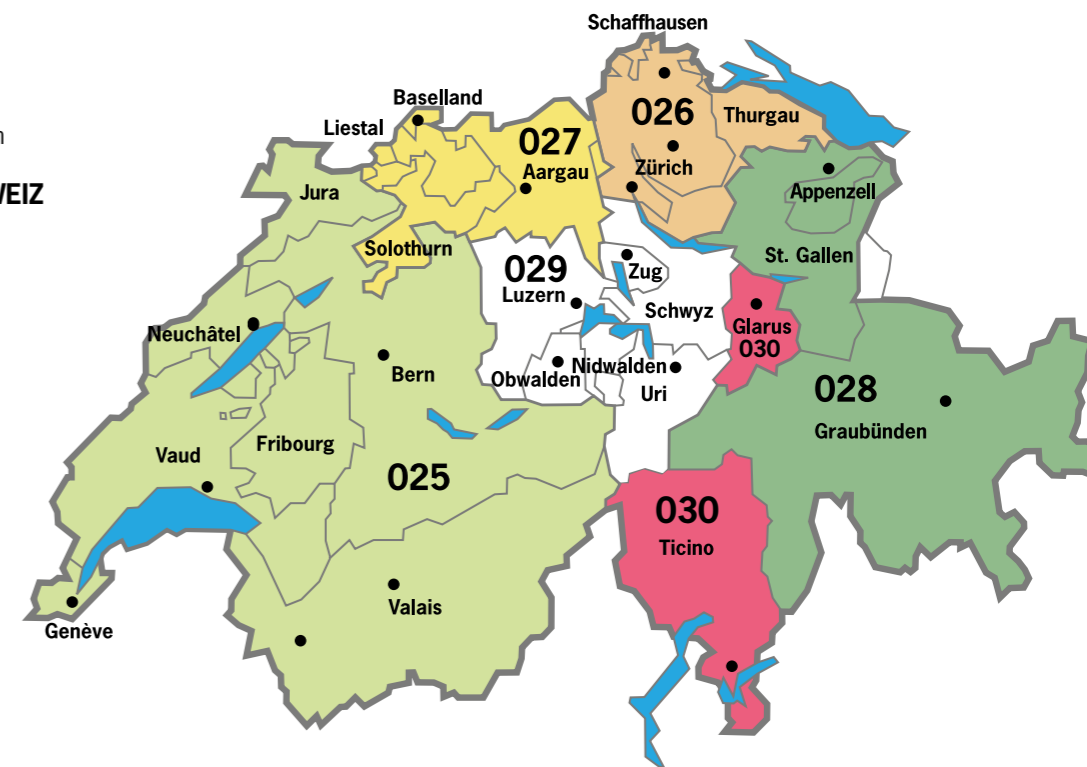 Schaffhausen
Baselland
026
Thurgau
Liestal
n
027
Aargau
Zürich
VEIZ
Jura
Appenzell
Solothurn
029
Luzern
Zug
St. Gallen
Schwyz
Neuchâtel
Glarus
030
Bern
Obwalden
Nidwalden
Uri
028
Graubünden
Fribourg
Vaud
025
030
Ticino
Valais
Genève